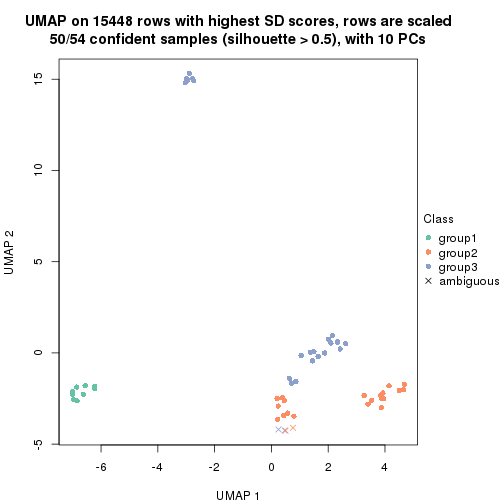 UMAP on 15448 rows with highest SD scores, rows are scaled
50/54 confident samples (silhouette > 0.5), with 10 PCs
15
10
5
0
-5
UMAP 2
-6
-4
-2
0
2
4
UMAP 1
Class
group1
group2
group3
ambiguous